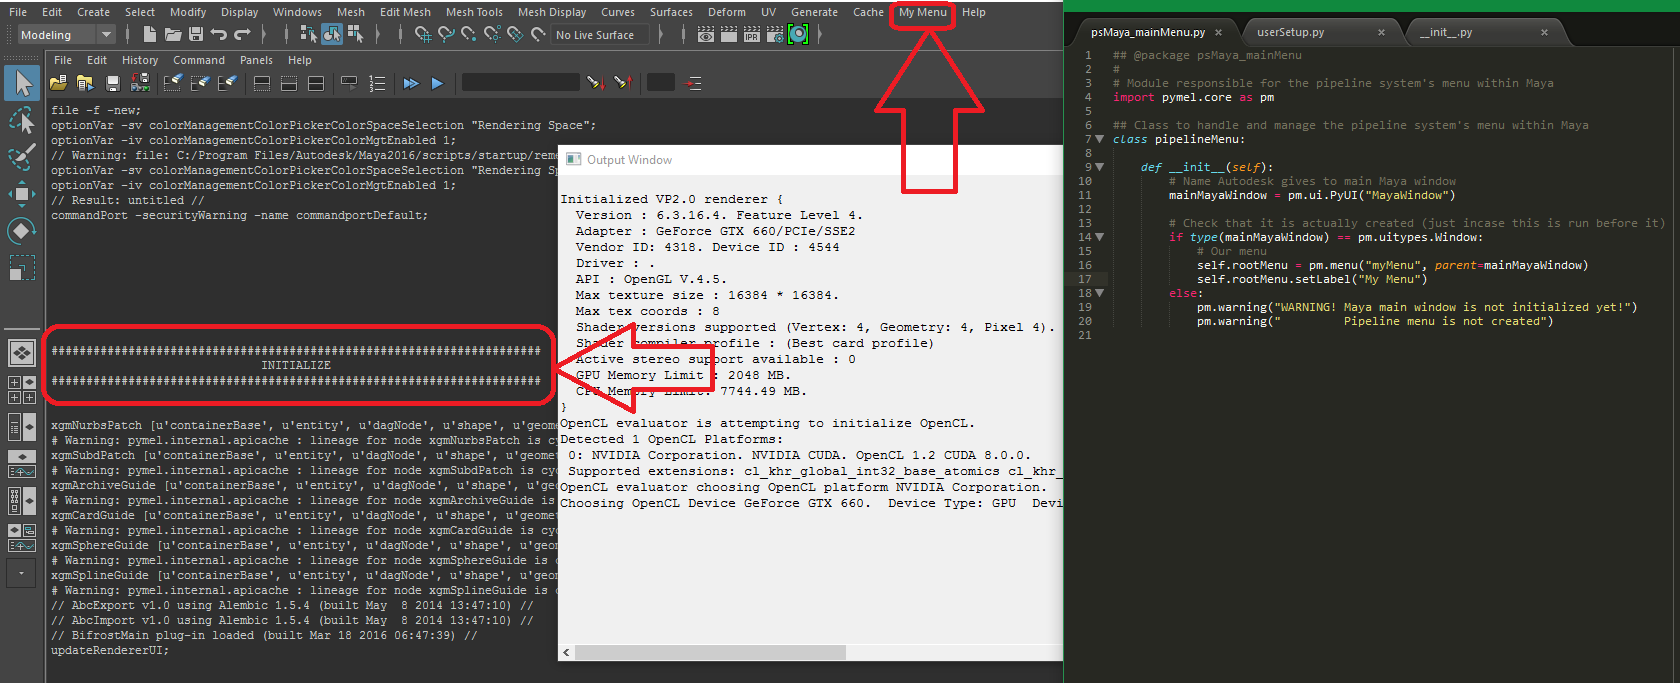 File Edit Create Select Modify Display Windows Mesh Edit Mesh Mesh Tools Mesh Display Curves Surfaces Deform UV Generate Cache My Menu Help
Modeling No Live Surface
File Edit History Command Panels Help
file -f -new;
optionVar -sv colorManagementColorPickerColorSpaceSelection "Rendering Space";
optionVar -iv colorManagementColorPickerColorMgtEnabled 1;
// Warning: file: C:/Program Files/Autodesk/Maya2016/scripts/startup/reme
optionVar -sv colorManagementColorPickerColorSpaceSelection "Rendering Sp
optionVar -iv colorManagementColorPickerColorMgtEnabled 1;
// Result: untitled //
commandPort -securityWarning -name commandportDefault;
######################################################################
INITIALIZE
######################################################################
xgmNurbsPatch [u'containerBase', u'entity', u'dagNode', u'shape', u'geome
# Warning: pymel.internal.apicache : lineage for node xgmNurbsPatch is cy
xgmSubdPatch [u'containerBase', u'entity', u'dagNode', u'shape', u'geomet
# Warning: pymel.internal.apicache : lineage for node xgmSubdPatch is cyc
xgmArchiveGuide [u'containerBase', u'entity', u'dagNode', u'shape', u'geo
# Warning: pymel.internal.apicache : lineage for node xgmArchiveGuide is
xgmCardGuide [u'containerBase', u'entity', u'dagNode', u'shape', u'geomet
# Warning: pymel.internal.apicache : lineage for node xgmCardGuide is cyc
xgmSphereGuide [u'containerBase', u'entity', u'dagNode', u'shape', u'geom
# Warning: pymel.internal.apicache : lineage for node xgmSphereGuide is c
xgmSplineGuide [u'containerBase', u'entity', u'dagNode', u'shape', u'geom
# Warning: pymel.internal.apicache : lineage for node xgmSplineGuide is c
// AbcExport v1.0 using Alembic 1.5.4 (built May  8 2014 13:47:10) //
// AbcImport v1.0 using Alembic 1.5.4 (built May  8 2014 13:47:10) //
// BifrostMain plug-in loaded (built Mar 18 2016 06:47:39) //
updateRendererUI;
Output Window
Initialized VP2.0 renderer {
Version : 6.3.16.4. Feature Level 4.
Adapter : GeForce GTX 660/PCIe/SSE2
Vendor ID: 4318. Device ID : 4544
Driver : .
API : OpenGL V.4.5.
Max texture size : 16384 * 16384.
Max tex coords : 8
Shader versions supported (Vertex: 4, Geometry: 4, Pixel 4).
Shader compiler profile : (Best card profile)
Active stereo support available : 0
GPU Memory Limit : 2048 MB.
CPU Memory Limit: 7744.49 MB.
}
OpenCL evaluator is attempting to initialize OpenCL.
Detected 1 OpenCL Platforms:
0: NVIDIA Corporation. NVIDIA CUDA. OpenCL 1.2 CUDA 8.0.0.
Supported extensions: cl_khr_global_int32_base_atomics cl_khr_
OpenCL evaluator choosing OpenCL platform NVIDIA Corporation.
Choosing OpenCL Device GeForce GTX 660.  Device Type: GPU  Devi
psMaya_mainMenu.py × userSetup.py × __init__.py ×
1 ## @package psMaya_mainMenu
2 #
3 # Module responsible for the pipeline system's menu within Maya
4 import pymel.core as pm
5
6 ## Class to handle and manage the pipeline system's menu within Maya
7 class pipelineMenu:
8
9 def __init__(self):
10 # Name Autodesk gives to main Maya window
11 mainMayaWindow = pm.ui.PyUI("MayaWindow")
12
13 # Check that it is actually created (just incase this is run before it)
14 if type(mainMayaWindow) == pm.uitypes.Window:
15 # Our menu
16 self.rootMenu = pm.menu("myMenu", parent=mainMayaWindow)
17 self.rootMenu.setLabel("My Menu")
18 else:
19 pm.warning("WARNING! Maya main window is not initialized yet!")
20 pm.warning("         Pipeline menu is not created")
21